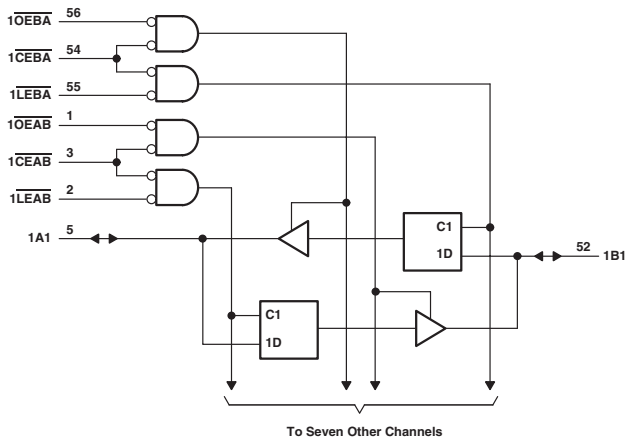 1OEBA 56
1CEBA 54
1LEBA 55
1OEAB 1
1CEAB 3
1LEAB 2
1A1 5
C1
1D
52 1B1
C1
1D
To Seven Other Channels